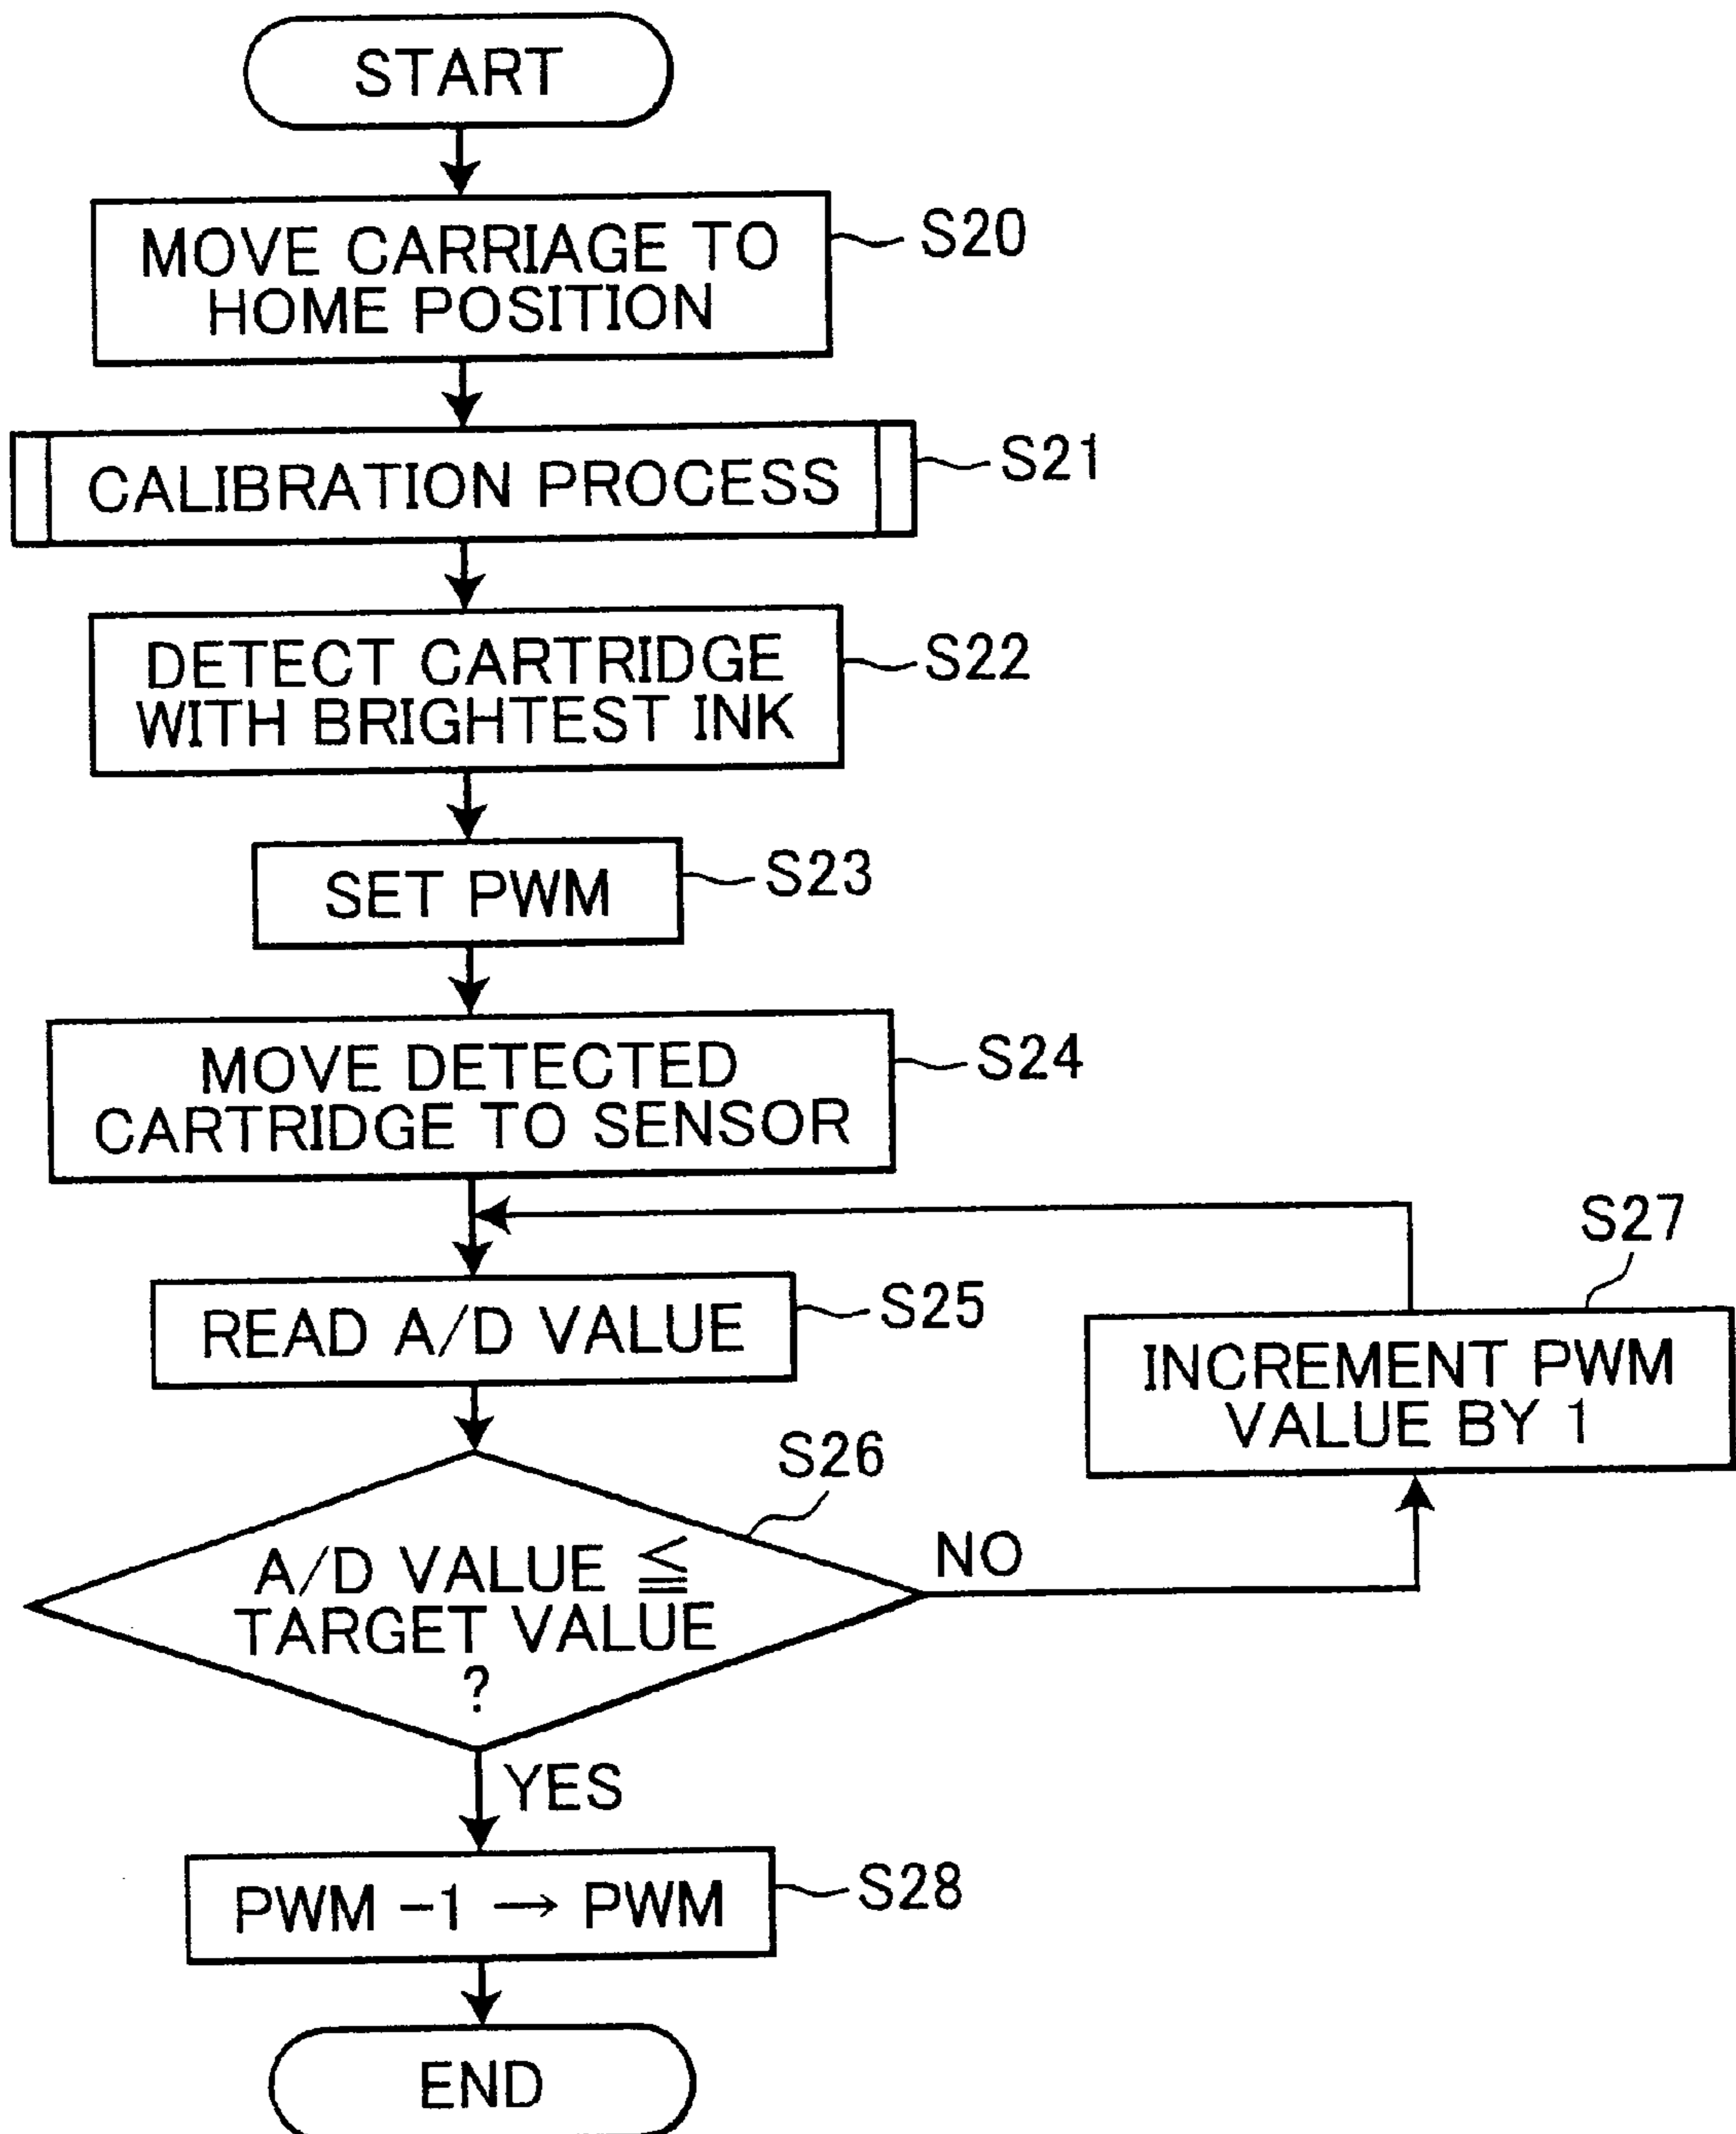 START
MOVE CARRIAGE TO
HOME POSITION
S20
CALIBRATION PROCESS
S21
DETECT CARTRIDGE
WITH BRIGHTEST INK
S22
SET PWM
S23
MOVE DETECTED
CARTRIDGE TO SENSOR
S24
READ A/D VALUE
S25
S27
INCREMENT PWM
VALUE BY 1
S26
A/D VALUE ≦
TARGET VALUE
?
NO
YES
PWM -1 → PWM
S28
END